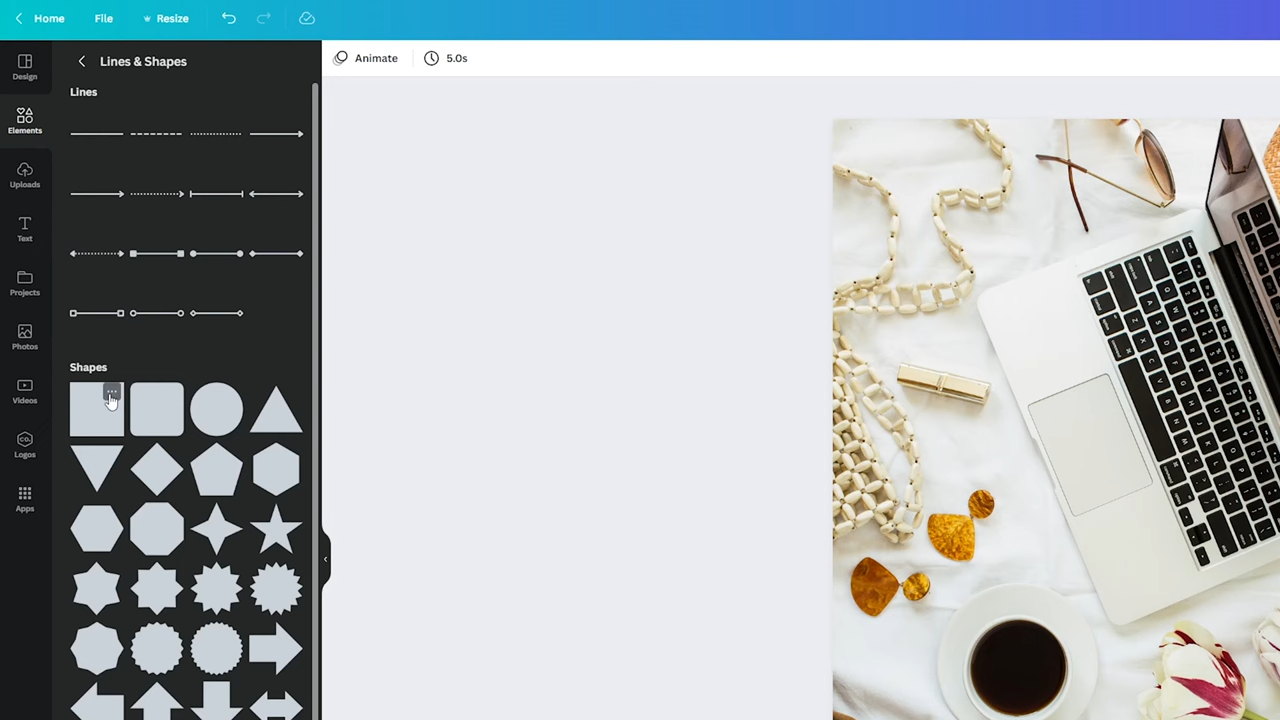 Home File Resize
Design
Elements
Uploads
Text
Projects
Photos
Videos
CO.
Logos
Apps
Lines & Shapes
Lines
Shapes
Animate 5.0s